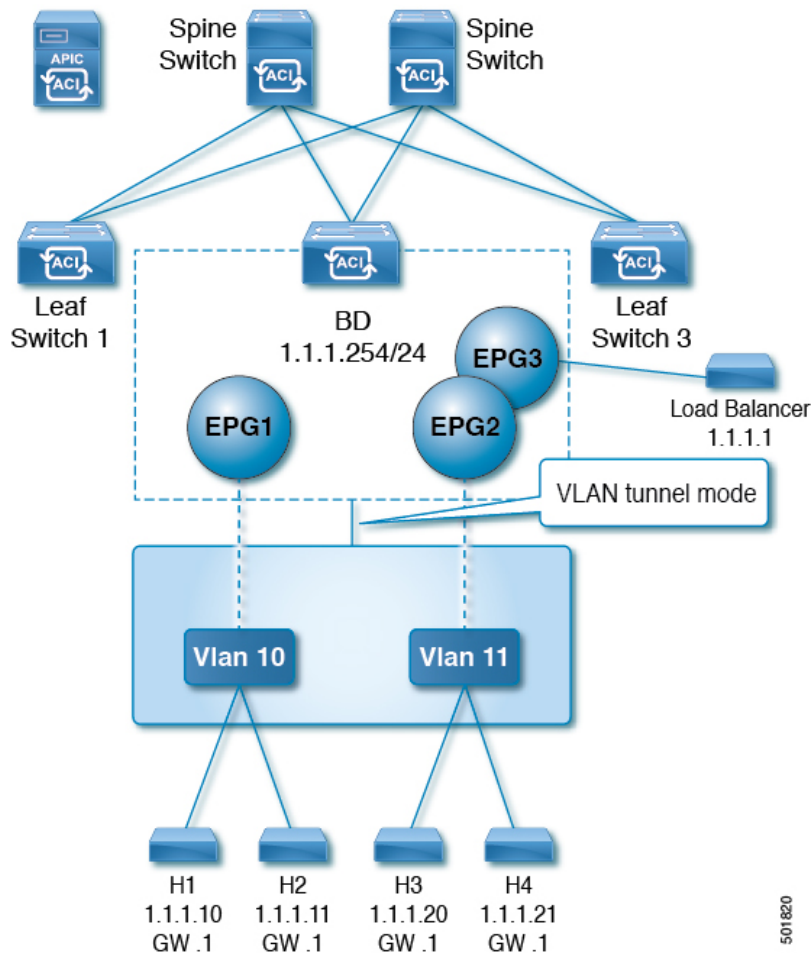 Spine
Switch
Spine
Switch
APIC
ACI
ACI
ACI
ACI
ACI
ACI
Leaf
Switch 1
BD
1.1.1.254/24
Leaf
Switch 3
EPG3
EPG1
EPG2
Load Balancer
1.1.1.1
VLAN tunnel mode
Vlan 10
Vlan 11
H1
1.1.1.10
GW .1
H2
1.1.1.11
GW .1
H3
1.1.1.20
GW .1
H4
1.1.1.21
GW .1
501820